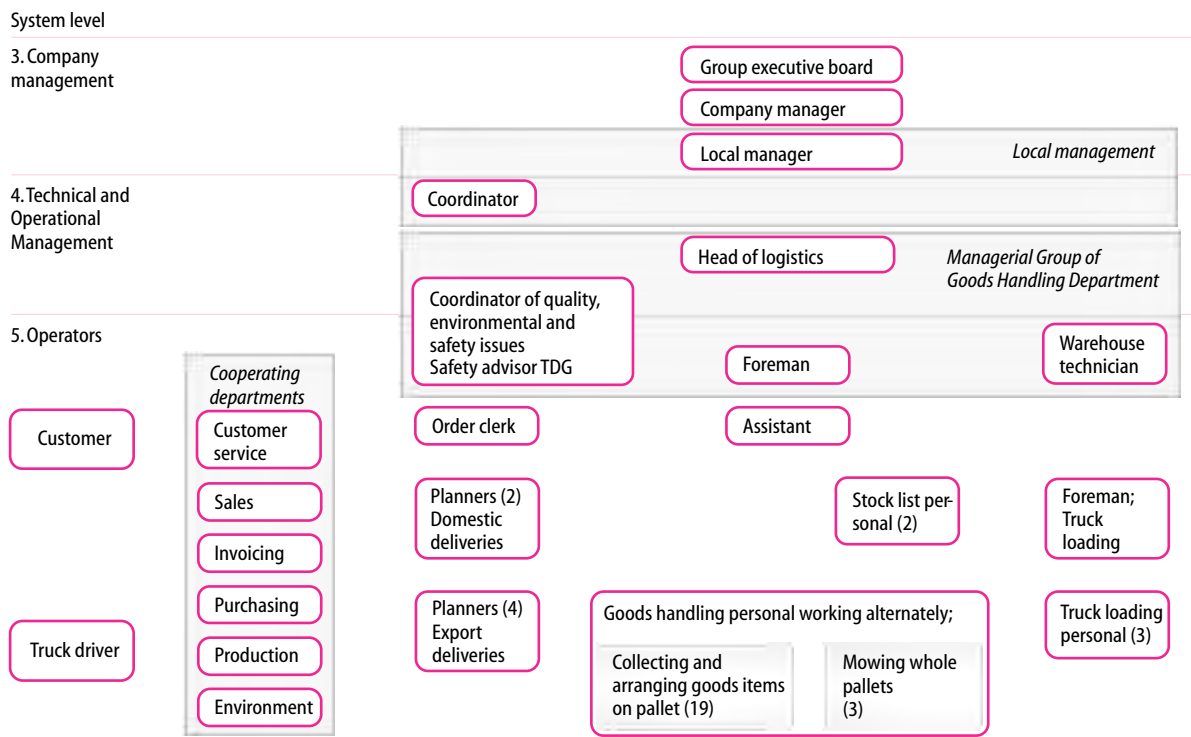 System level
3. Company
management
Group executive board
Company manager
Local manager
Local management
4. Technical and
Operational
Management
Coordinator
Head of logistics
Managerial Group of
Goods Handling Department
Coordinator of quality,
environmental and
safety issues
Safety advisor TDG
5. Operators
Foreman
Warehouse
technician
Cooperating
departments
Customer
Customer
service
Order clerk
Assistant
Sales
Planners (2)
Domestic
deliveries
Stock list per-
sonal (2)
Foreman;
Truck
loading
Invoicing
Purchasing
Planners (4)
Export
deliveries
Goods handling personal working alternately;
Truck loading
personal (3)
Truck driver
Production
Collecting and
arranging goods items
on pallet (19)
Mowing whole
pallets
(3)
Environment